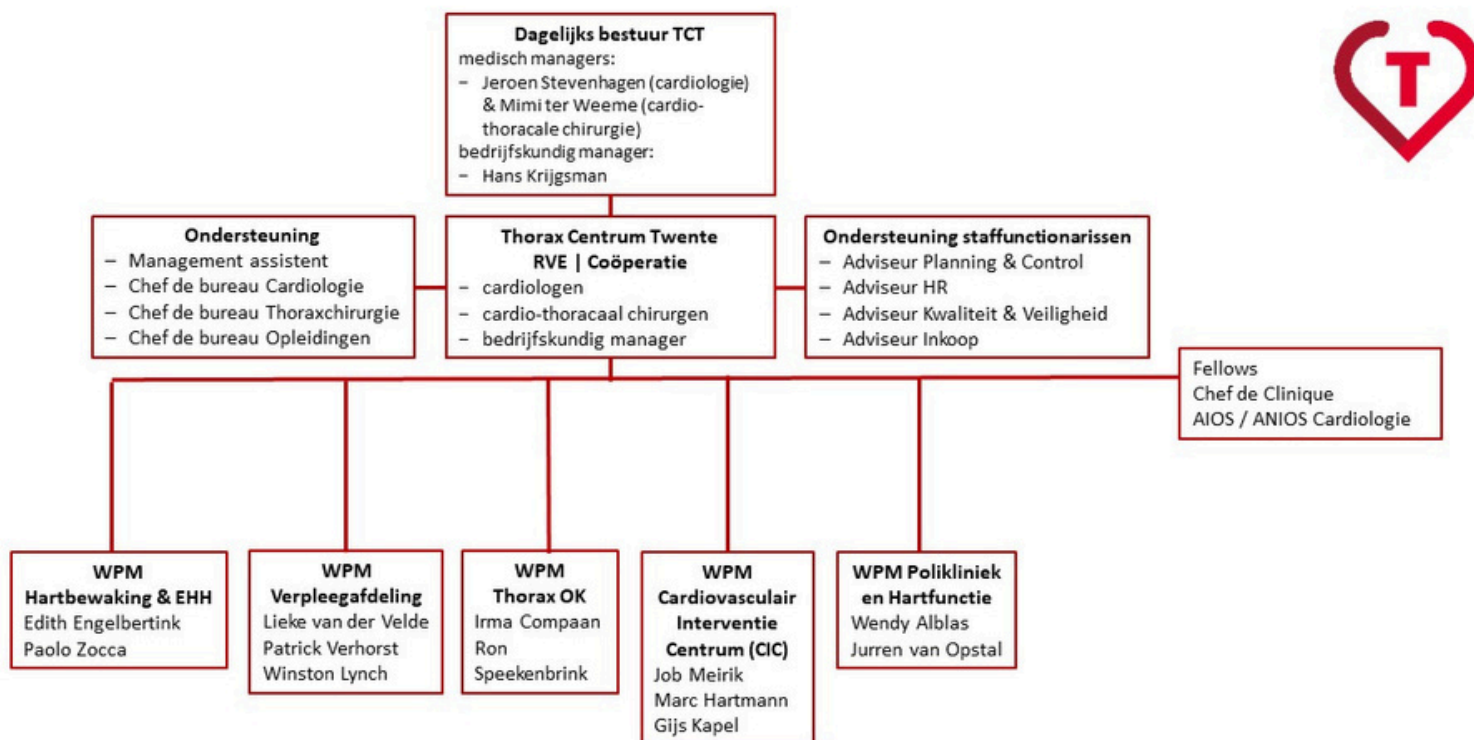 Dagelijks bestuur TCT
medisch managers:
– Jeroen Stevenhagen (cardiologie)
& Mimi ter Weeme (cardio-
thoracale chirurgie)
bedrijfskundig manager:
– Hans Krijgsman
T
Ondersteuning
– Management assistent
– Chef de bureau Cardiologie
– Chef de bureau Thoraxchirurgie
– Chef de bureau Opleidingen
Thorax Centrum Twente
RVE | Coöperatie
– cardiologen
– cardio-thoracaal chirurgen
– bedrijfskundig manager
Ondersteuning staffunctionarissen
– Adviseur Planning & Control
– Adviseur HR
– Adviseur Kwaliteit & Veiligheid
– Adviseur Inkoop
Fellows
Chef de Clinique
AIOS / ANIOS Cardiologie
WPM
Hartbewaking & EHH
Edith Engelbertink
Paolo Zocca
WPM
Verpleegafdeling
Lieke van der Velde
Patrick Verhorst
Winston Lynch
WPM
Thorax OK
Irma Compaan
Ron
Speekenbrink
WPM
Cardiovasculair
Interventie
Centrum (CIC)
Job Meirik
Marc Hartmann
Gijs Kapel
WPM Polikliniek
en Hartfunctie
Wendy Alblas
Jurren van Opstal